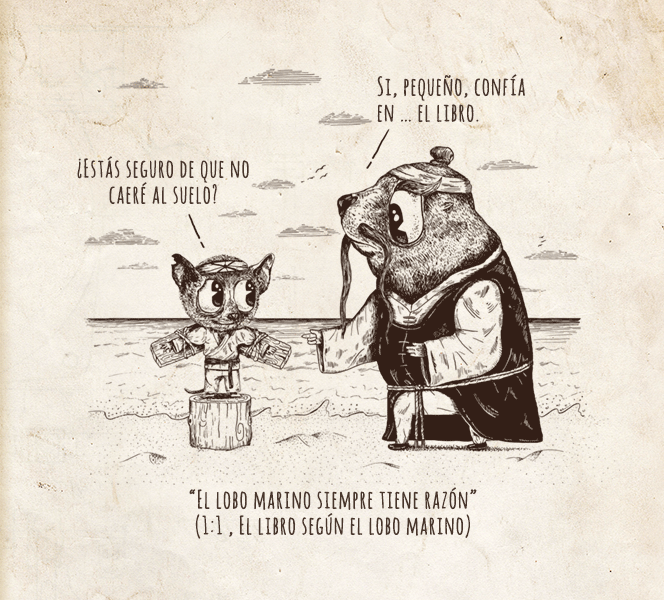 Si, pequeño, confía
en ... el libro.
¿Estás seguro de que no
caeré al suelo?
“El lobo marino siempre tiene razón”
(1:1 , El libro según el lobo marino)